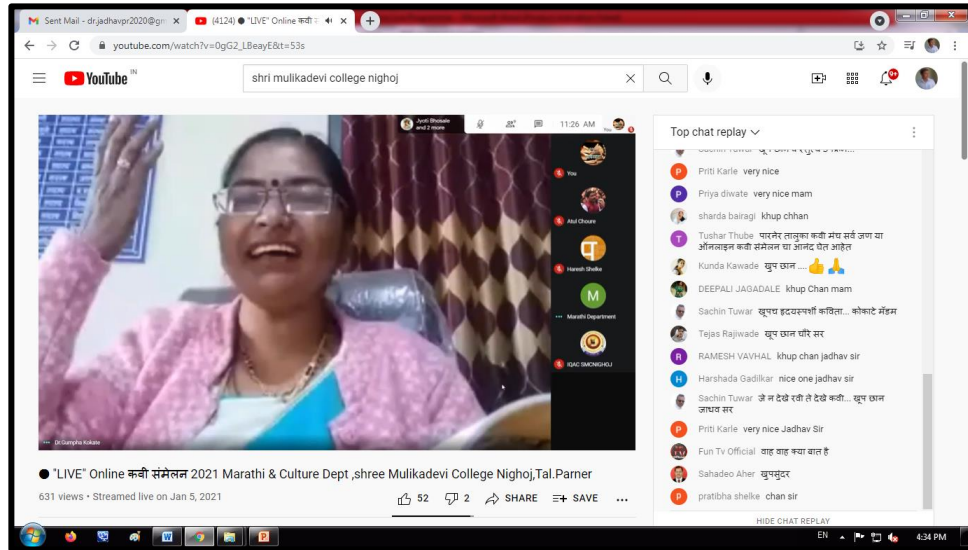 Sent Mail - dr.jadhavpr2020@gm
(4124) ● "LIVE" Online कवी
youtube.com/watch?v=0gG2_LBeayE&t=53s
YouTube IN
shri mulikadevi college nighoj
9+
Jyoti Bhosale
and 2 more
11:26 AM
You
You
Atul Choure
पु
Haresh Shelke
M
Marathi Department
IQAC SMCNIGHOJ
Dr.Gumpha Kokate
● "LIVE" Online कवी संमेलन 2021 Marathi & Culture Dept ,shree Mulikadevi College Nighoj,Tal.Parner
631 views • Streamed live on Jan 5, 2021
52
2
SHARE
SAVE
Top chat replay
Sachin Tuwar
P Priti Karle very nice
P Priya diwate very nice mam
sharda bairagi khup chhan
T Tushar Thube पारनेर तालुका कवी मंच सर्व जण या
ऑनलाइन कवी संमेलन चा आनंद घेत आहेत
Kunda Kawade खुप छान .... 👍 🙏
DEEPALI JAGADALE khup Chan mam
Sachin Tuwar खूपच हृदयस्पर्शी कविता... कोकाटे मॅडम
Tejas Rajiwade खूप छान चौरे सर
R RAMESH VAVHAL khup chan jadhav sir
H Harshada Gadilkar nice one jadhav sir
Sachin Tuwar जे न देखे रवी ते देखे कवी... खूप छान
जाधव सर
P Priti Karle very nice Jadhav Sir
Fun Tv Official वाह वाह क्या बात है
Sahadeo Aher खुपसुंदर
P pratibha shelke chan sir
HIDE CHAT REPLAY
EN
4:34 PM